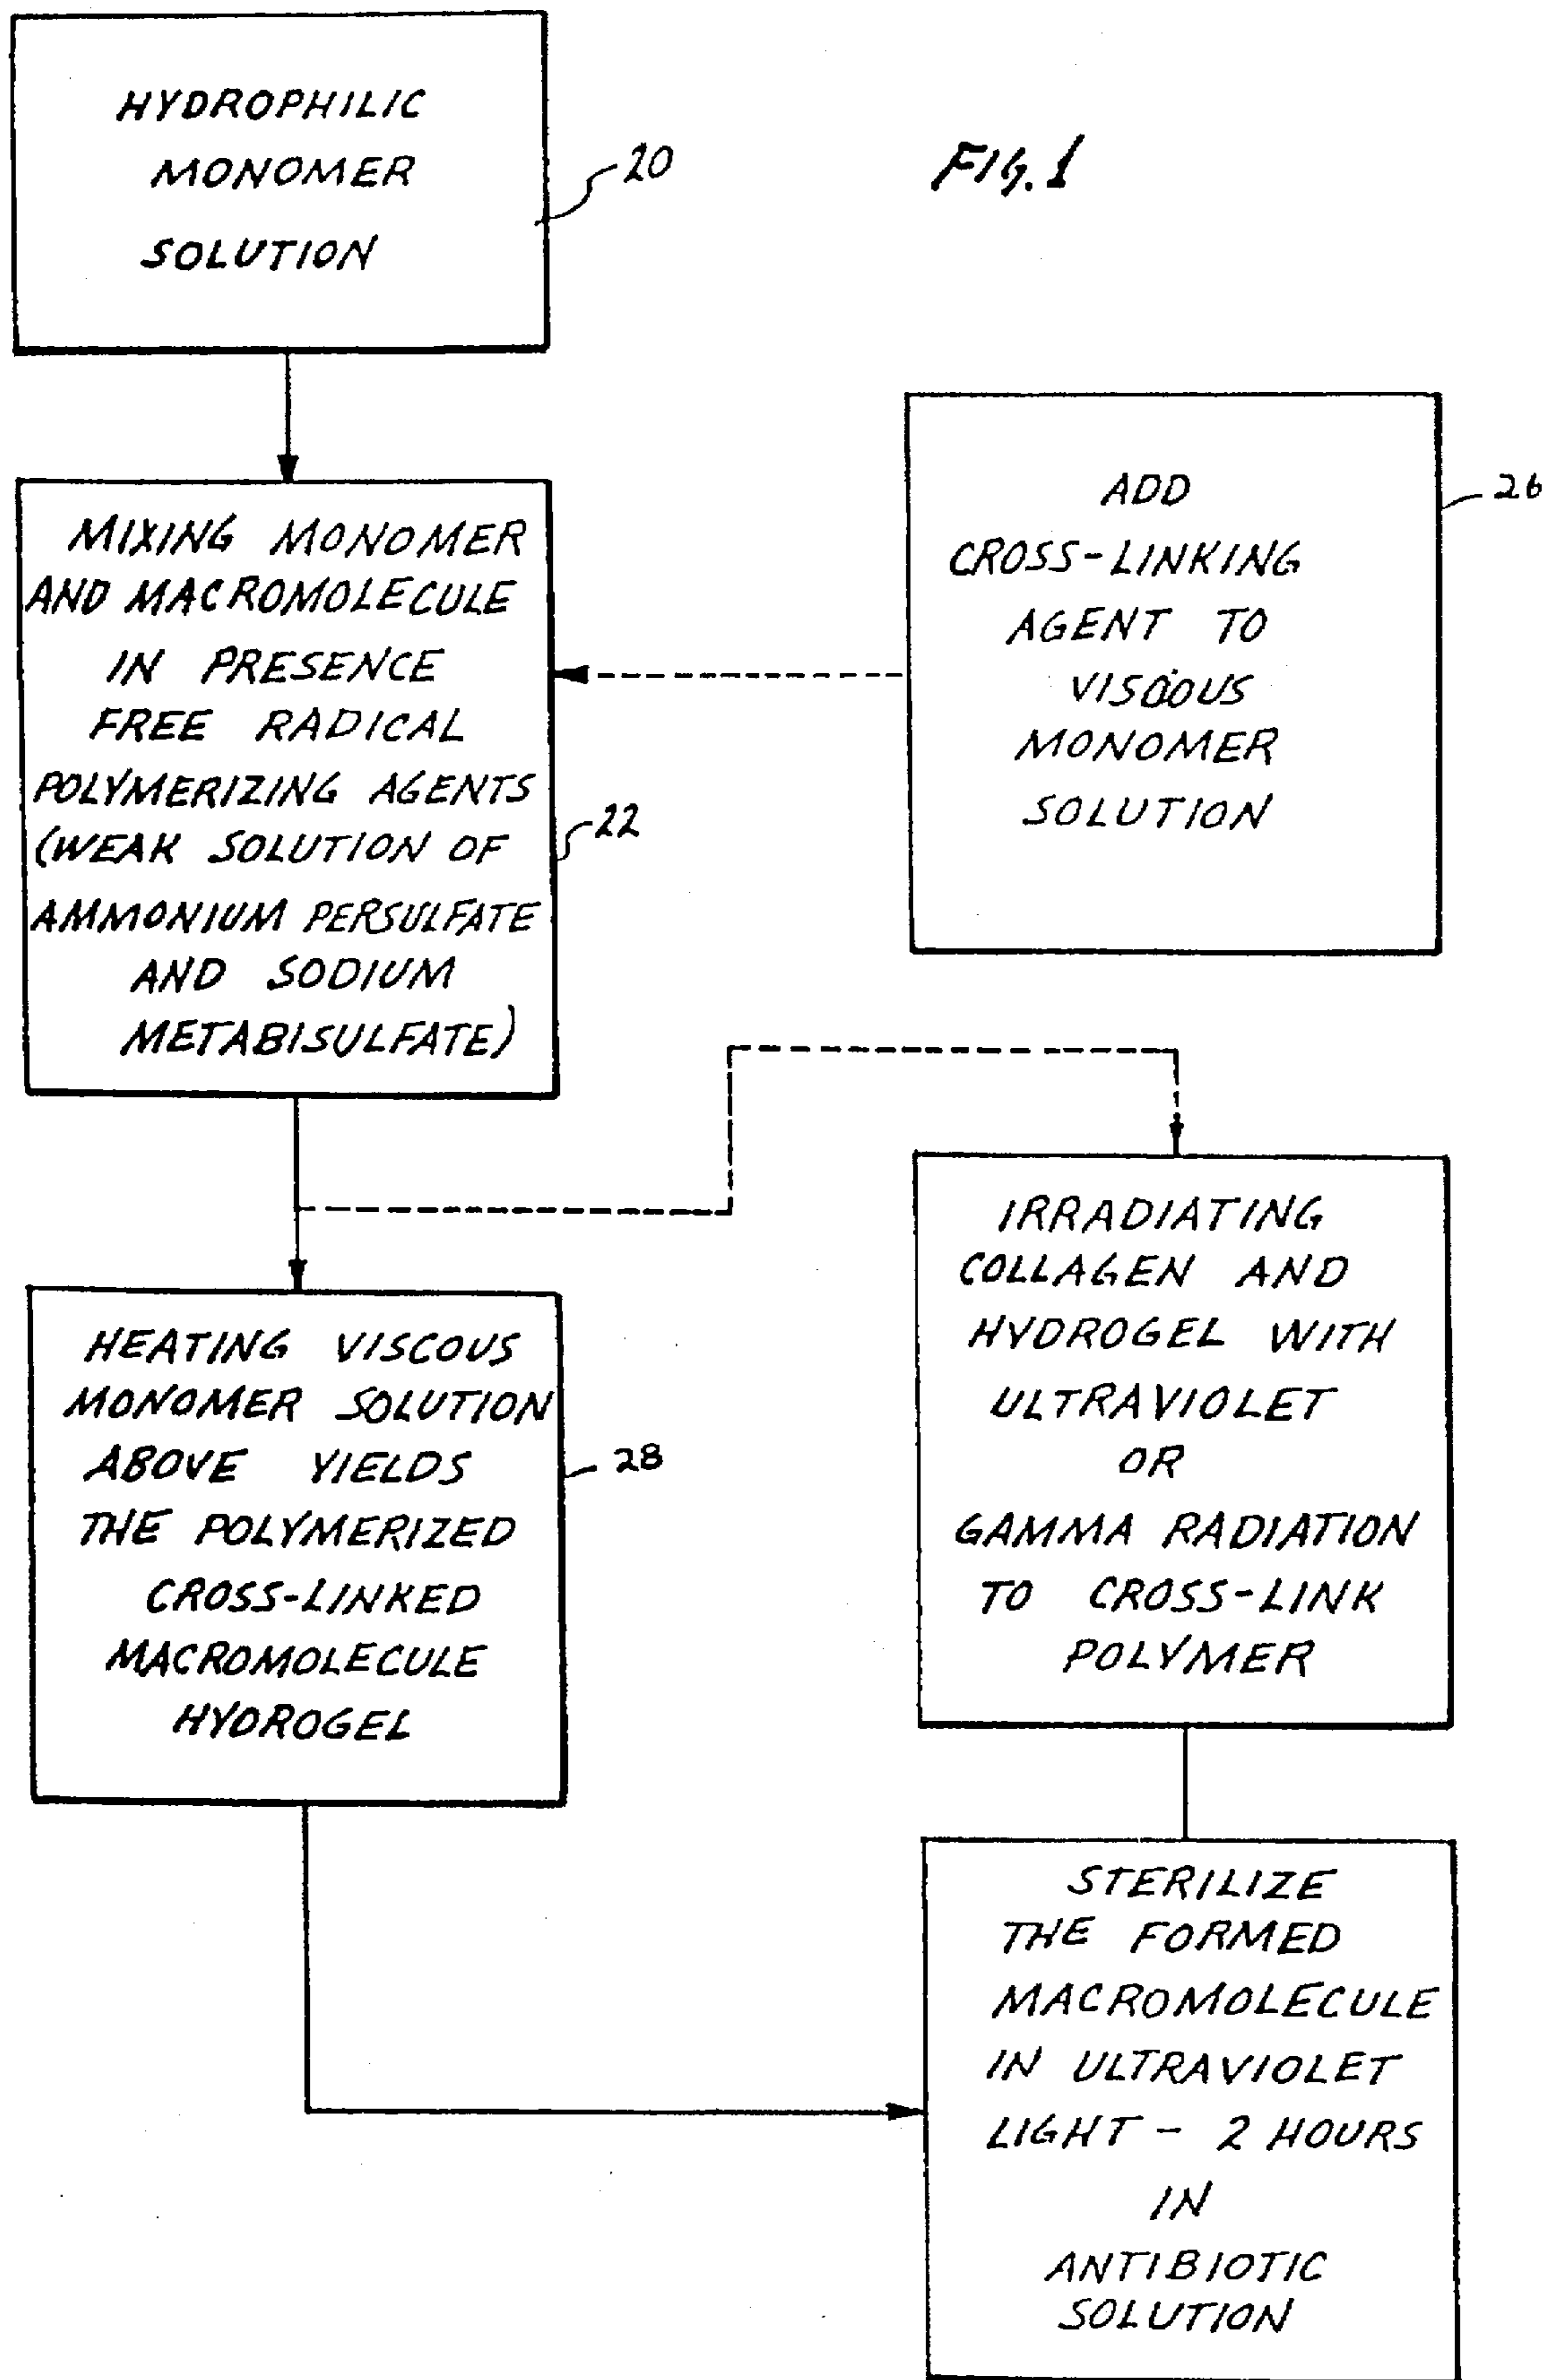 HYDROPHILIC
MONOMER
SOLUTION
20
FIG. 1
MIXING MONOMER
AND MACROMOLECULE
IN PRESENCE
FREE RADICAL
POLYMERIZING AGENTS
(WEAK SOLUTION OF
AMMONIUM PERSULFATE
AND SODIUM
METABISULFATE)
22
ADD
CROSS-LINKING
AGENT TO
VISCOUS
MONOMER
SOLUTION
26
HEATING VISCOUS
MONOMER SOLUTION
ABOVE YIELDS
THE POLYMERIZED
CROSS-LINKED
MACROMOLECULE
HYDROGEL
28
IRRADIATING
COLLAGEN AND
HYDROGEL WITH
ULTRAVIOLET
OR
GAMMA RADIATION
TO CROSS-LINK
POLYMER
STERILIZE
THE FORMED
MACROMOLECULE
IN ULTRAVIOLET
LIGHT - 2 HOURS
IN
ANTIBIOTIC
SOLUTION